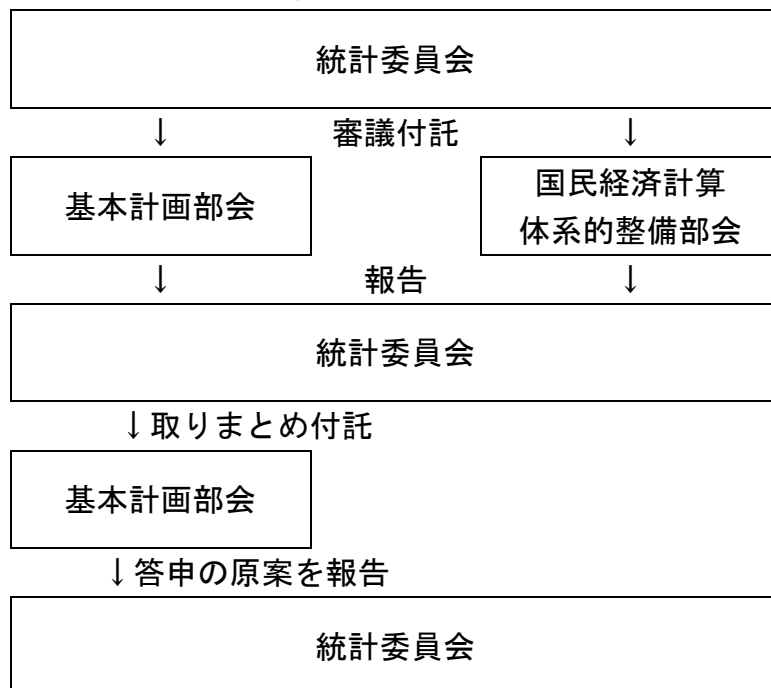 統計委員会
↓ 審議付託 ↓
基本計画部会
国民経済計算
体系的整備部会
↓ 報告 ↓
統計委員会
↓取りまとめ付託
基本計画部会
↓答申の原案を報告
統計委員会